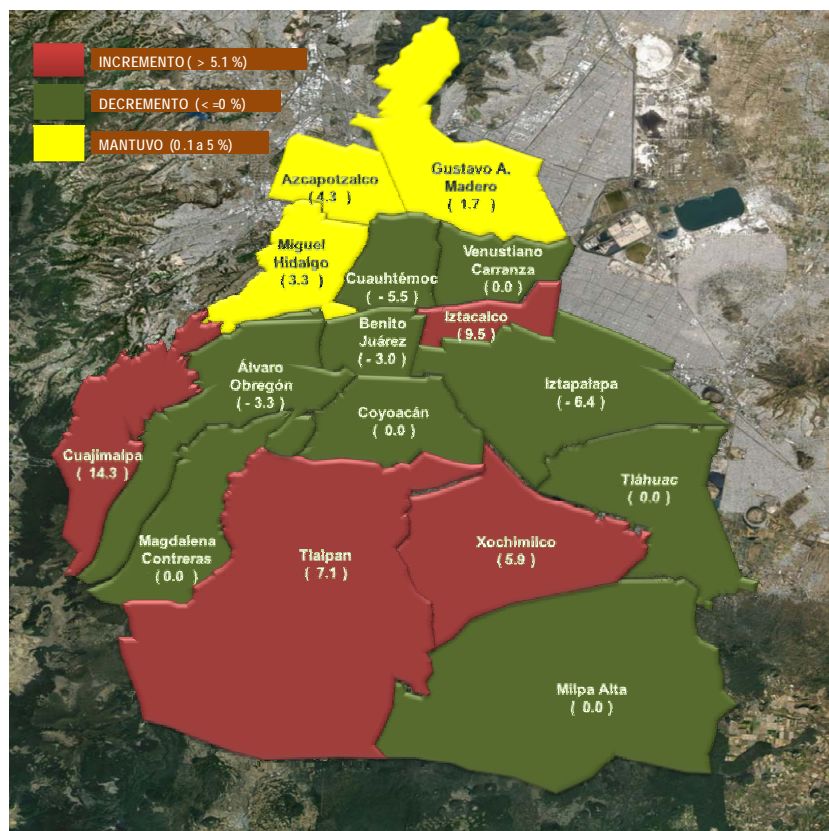 INCREMENTO ( > 5.1 %)
DECREMENTO (< =0 %)
MANTUVO (0.1 a 5 %)
Gustavo A.
Madero
( 1.7 )
Azcapotzalco
( 4.3 )
Miguel
Hidalgo
( 3.3 )
Cuauhtémoc
( - 5.5 )
Venustiano
Carranza
( 0.0 )
Iztacalco
( 9.5 )
Benito
Juárez
( - 3.0 )
Álvaro
Obregón
( - 3.3 )
Iztapalapa
( - 6.4 )
Coyoacán
( 0.0 )
Cuajimalpa
( 14.3 )
Tláhuac
( 0.0 )
Magdalena
Contreras
( 0.0 )
Tlalpan
( 7.1 )
Xochimilco
( 5.9 )
Milpa Alta
( 0.0 )